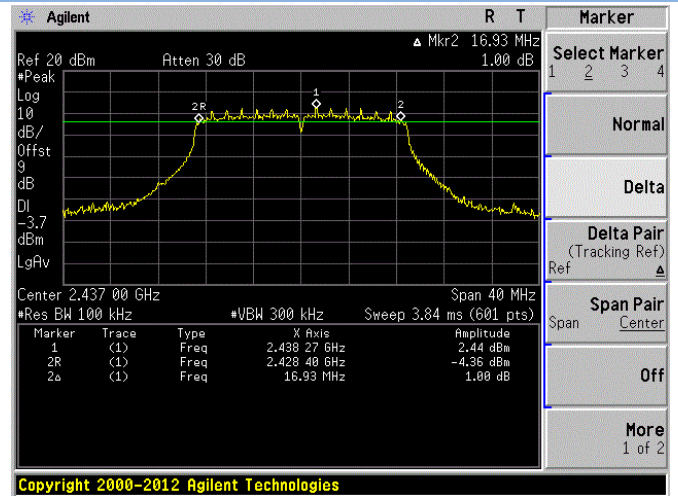 Agilent R T Marker
Δ Mkr2 16.93 MHz
Ref 20 dBm Atten 30 dB 1.00 dB
#Peak
Log
10
dB/
Offst
9
dB
DI
-3.7
dBm
LgAv
2R
1
2
Center 2.437 00 GHz Span 40 MHz
#Res BW 100 kHz #VBW 300 kHz Sweep 3.84 ms (601 pts)
Marker Trace Type X Axis Amplitude
1 (1) Freq 2.438 27 GHz 2.44 dBm
2R (1) Freq 2.428 40 GHz -4.36 dBm
2Δ (1) Freq 16.93 MHz 1.00 dB
Select Marker
1 2 3 4
Normal
Delta
Delta Pair
(Tracking Ref)
Ref Δ
Span Pair
Span Center
Off
More
1 of 2
Copyright 2000-2012 Agilent Technologies